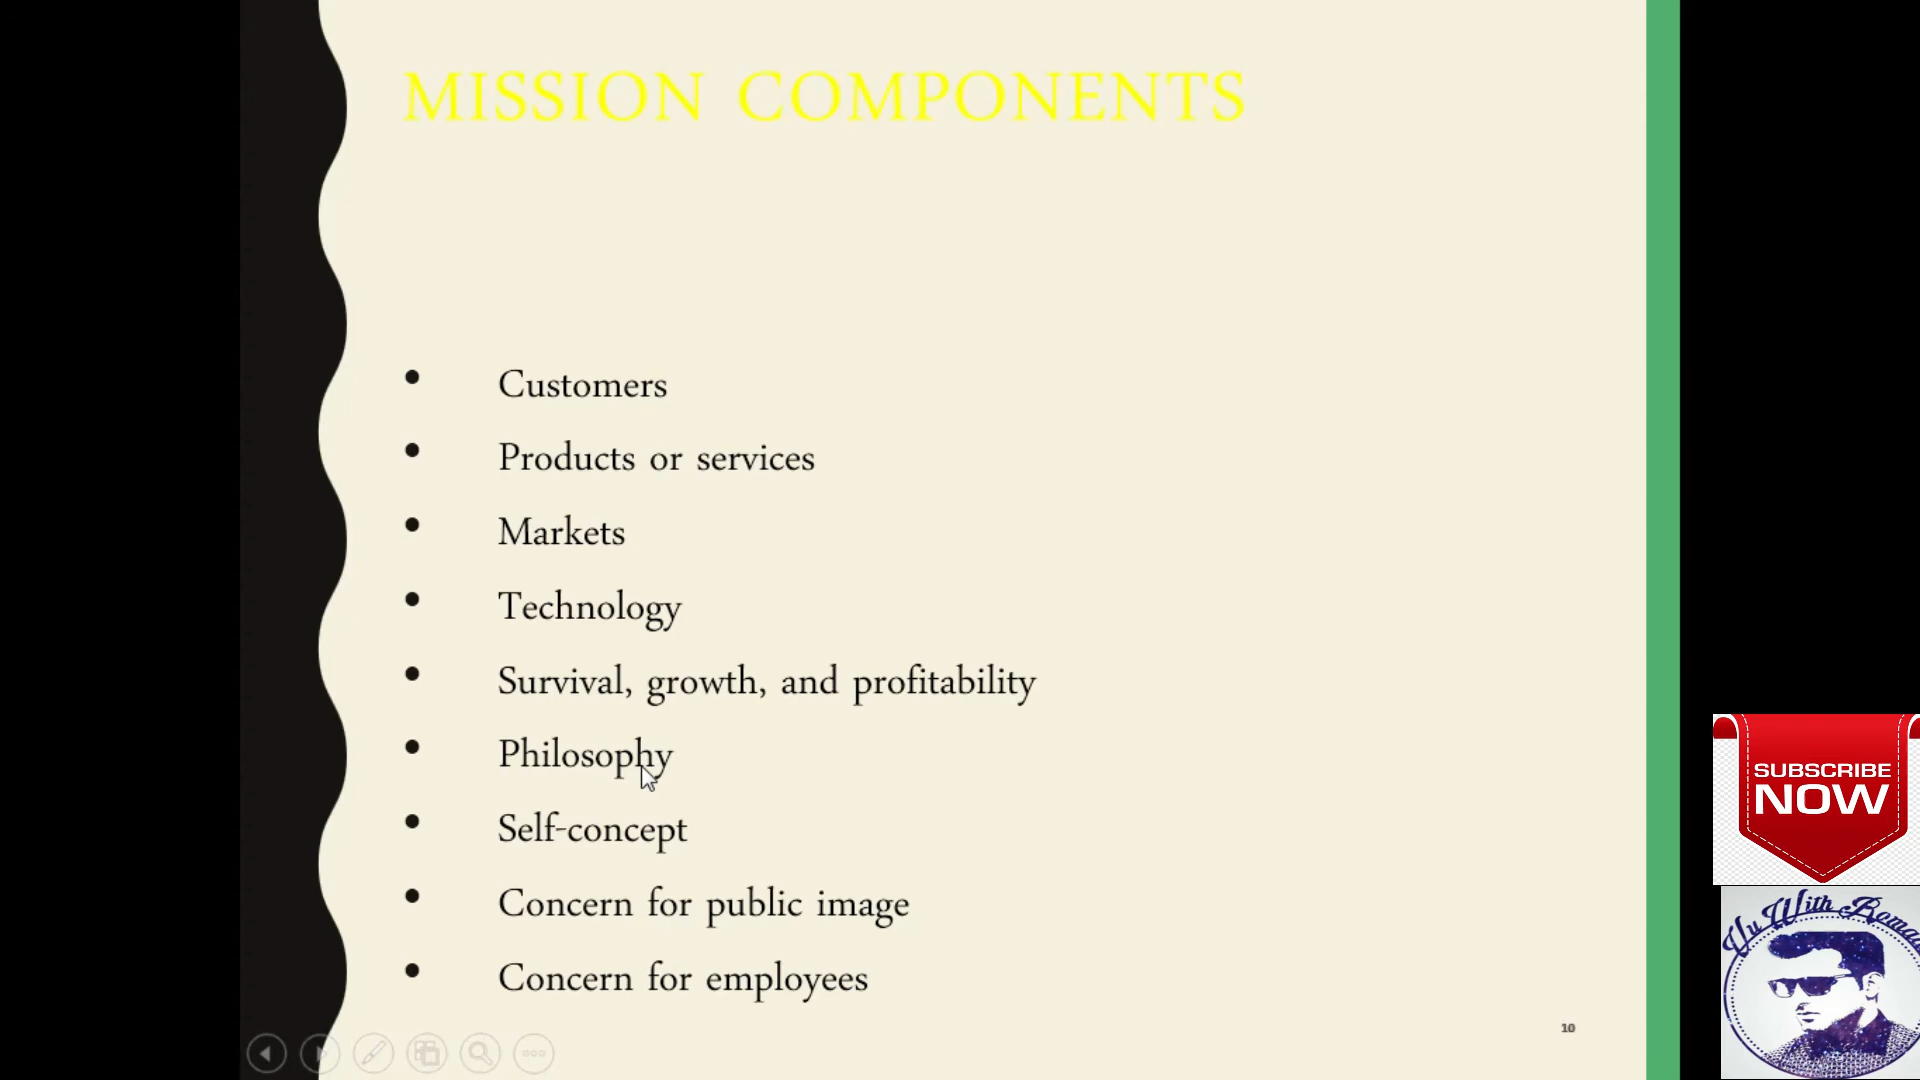 MISSION COMPONENTS
• Customers
• Products or services
• Markets
• Technology
• Survival, growth, and profitability
• Philosophy
• Self-concept
• Concern for public image
• Concern for employees
10
SUBSCRIBE
NOW
With